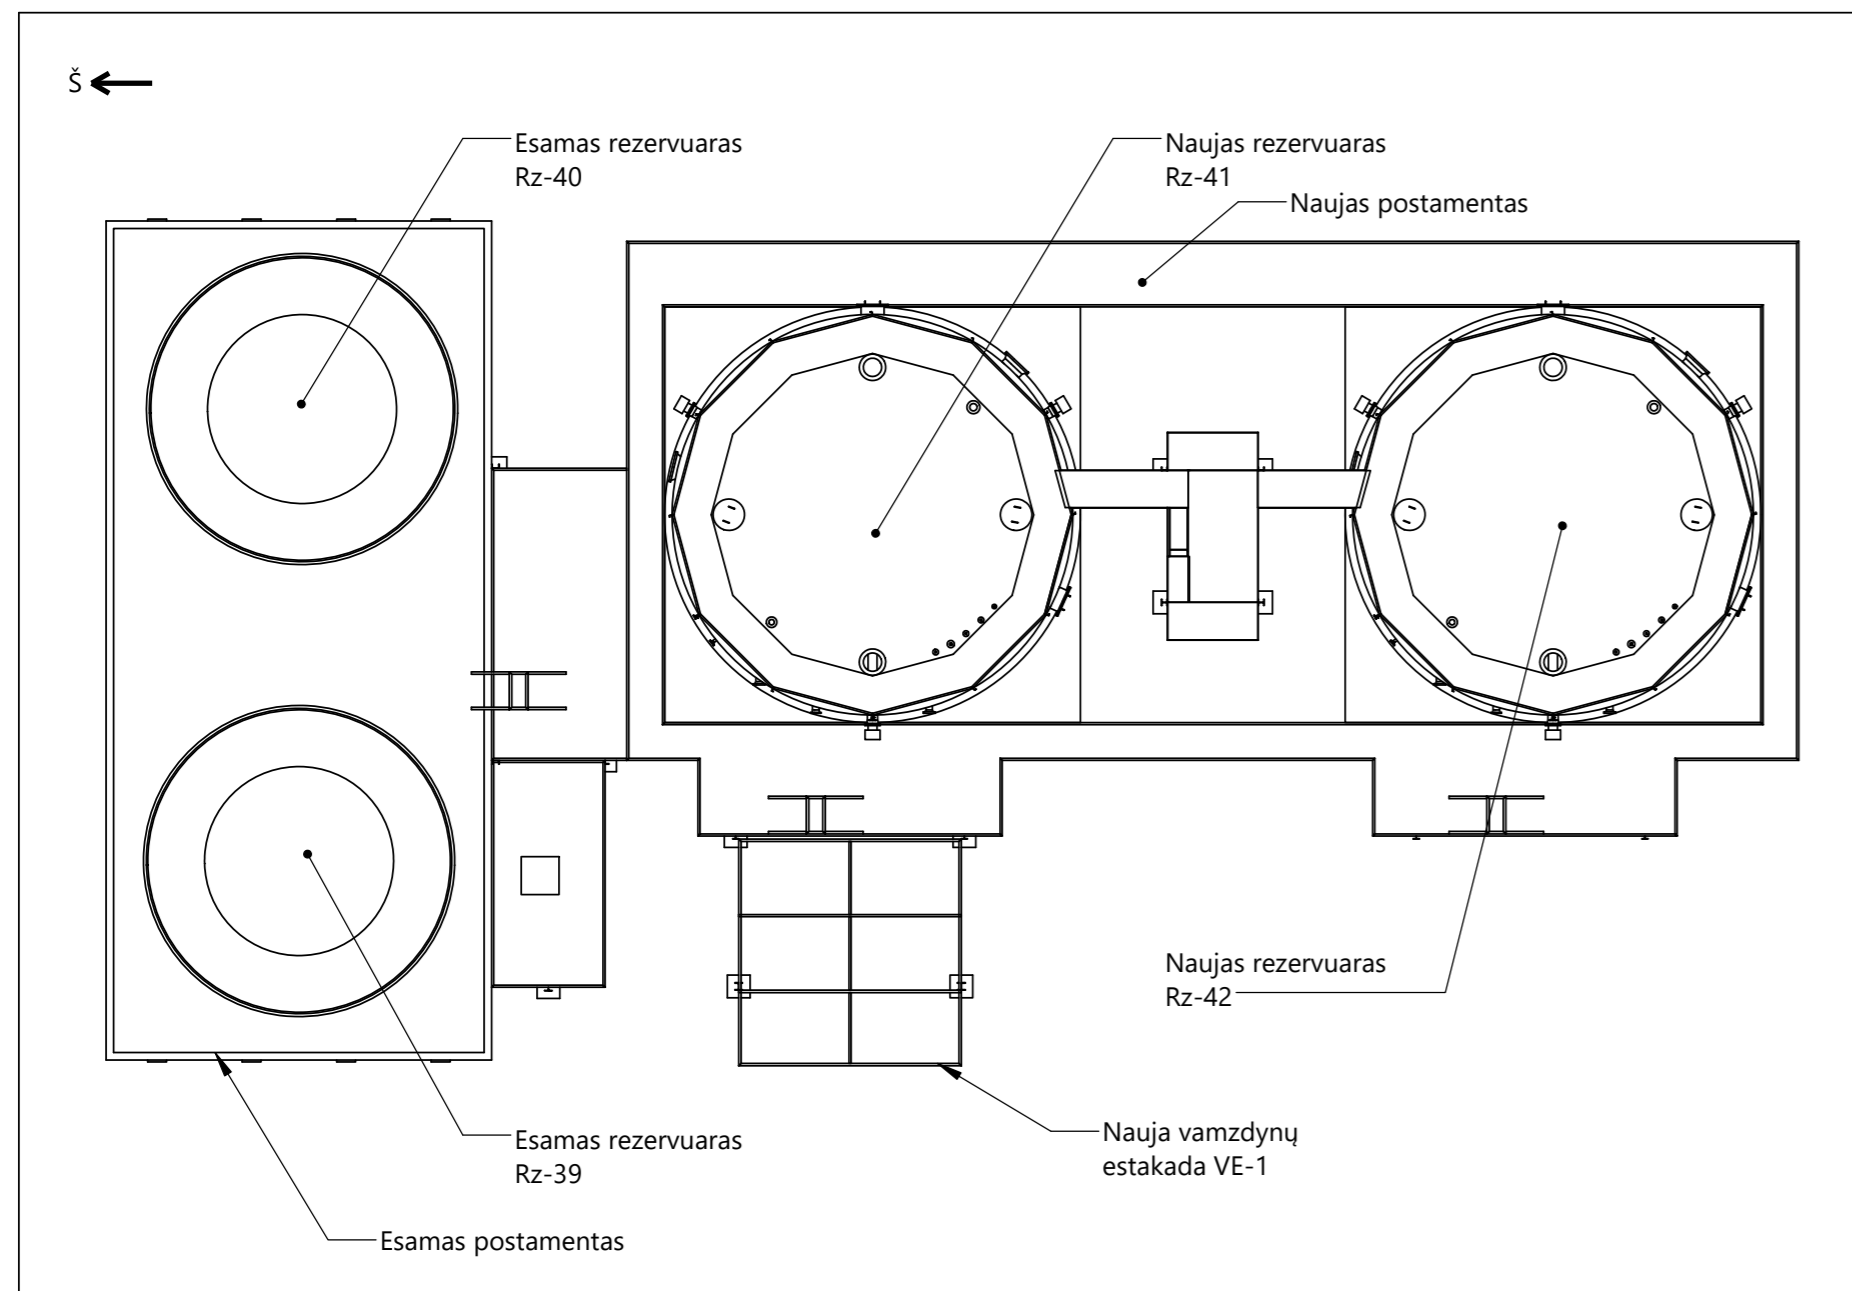 Š
Esamas rezervuaras
Rz-40
Naujas rezervuaras
Rz-41
Naujas postamentas
Naujas rezervuaras
Rz-42
Nauja vamzdynų
estakada VE-1
Esamas rezervuaras
Rz-39
Esamas postamentas